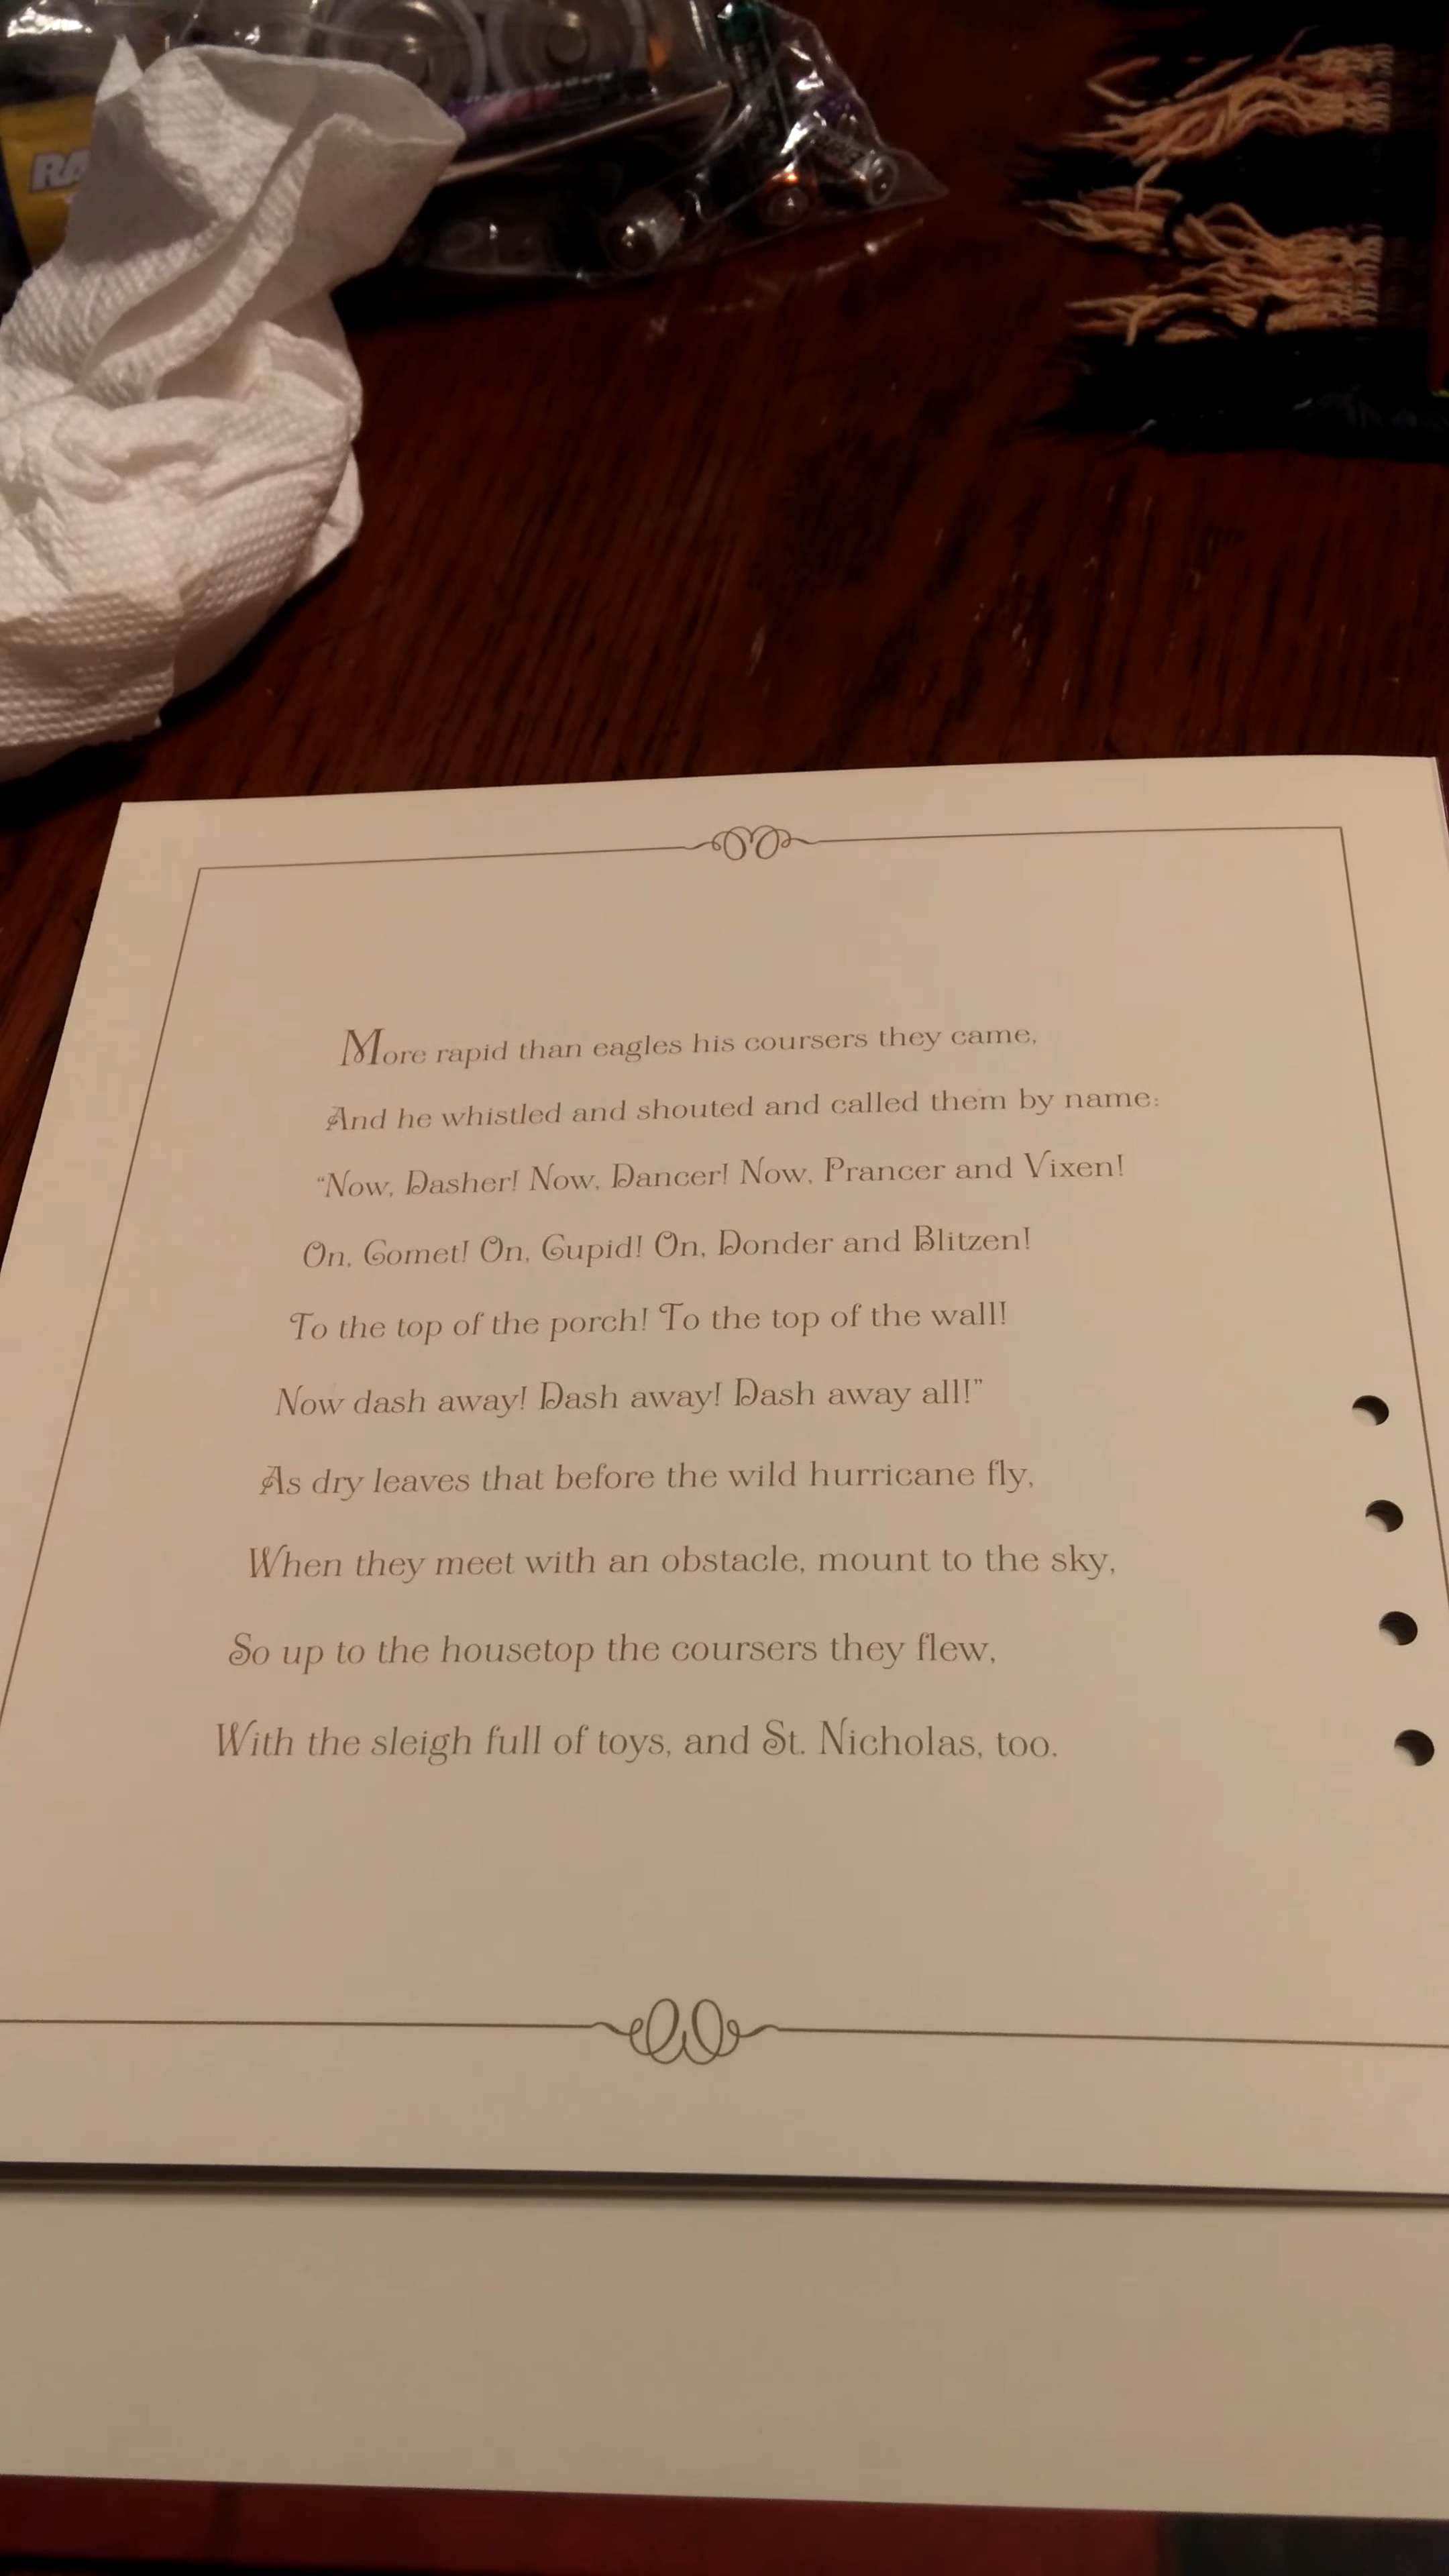 RA
More rapid than eagles his coursers they came,
And he whistled and shouted and called them by name:
“Now, Dasher! Now, Dancer! Now, Prancer and Vixen!
On, Comet! On, Cupid! On, Donder and Blitzen!
To the top of the porch! To the top of the wall!
Now dash away! Dash away! Dash away all!”
As dry leaves that before the wild hurricane fly,
When they meet with an obstacle, mount to the sky,
So up to the housetop the coursers they flew,
With the sleigh full of toys, and St. Nicholas, too.